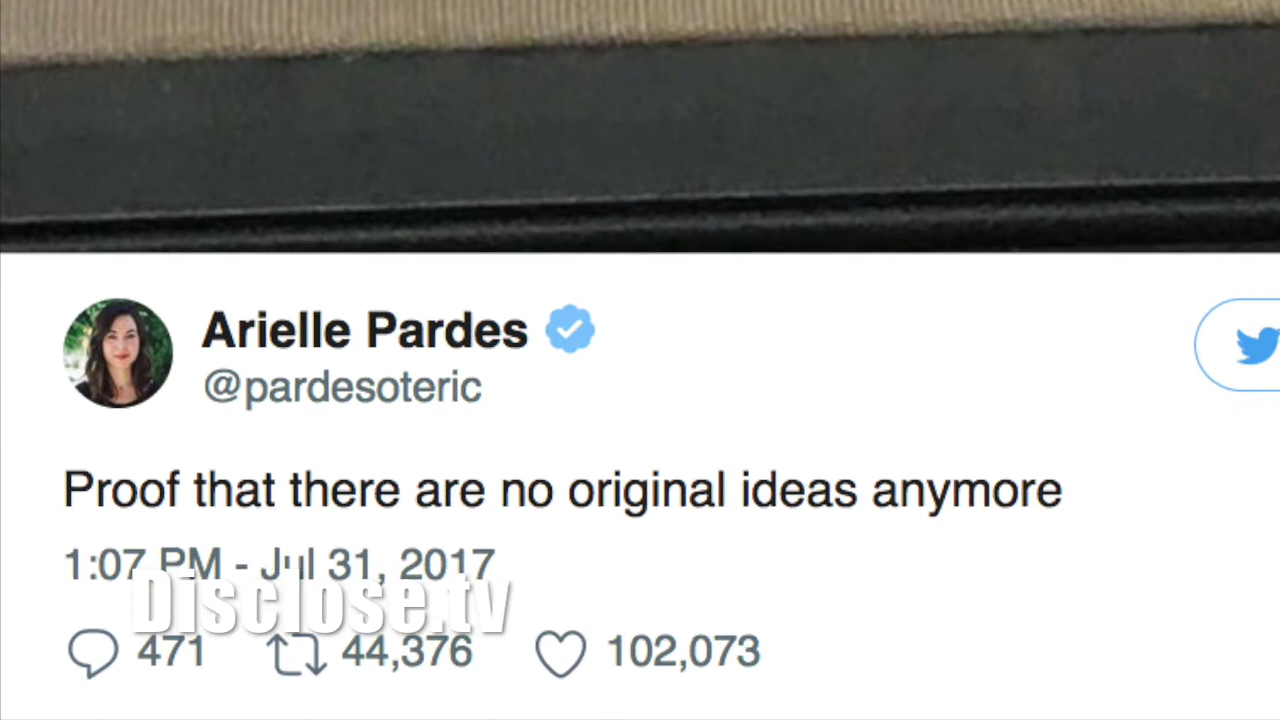 Arielle Pardes
@pardesoteric
Proof that there are no original ideas anymore
1:07 PM - Jul 31, 2017
Disclose.tv
471 44,376 102,073